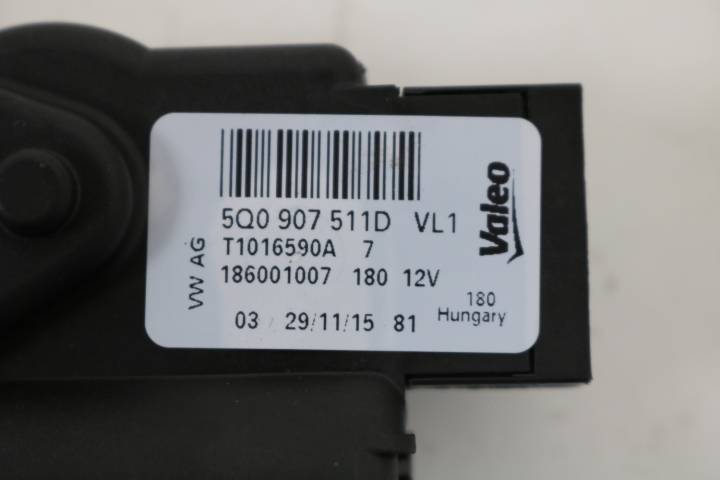 5Q0 907 511D VL1
T1016590A 7
186001007 180 12V
03 29/11/15 81
VW AG
Valeo
180
Hungary